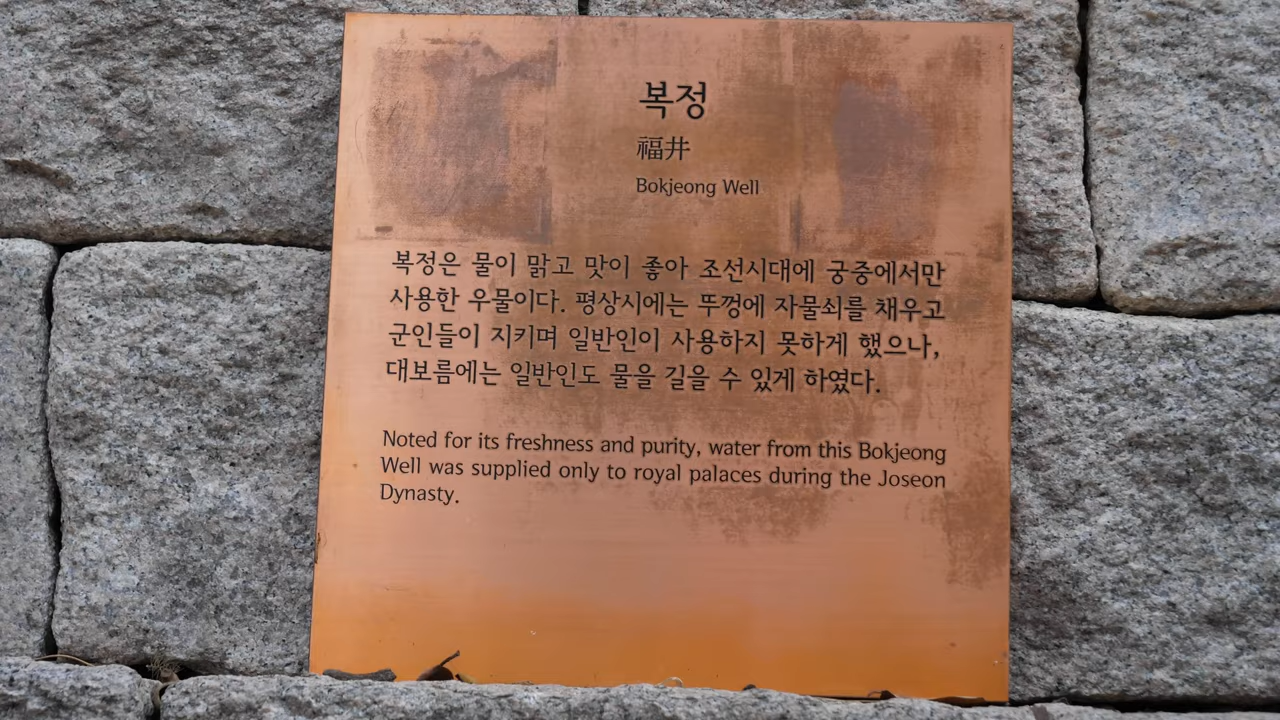 복정
福井
Bokjeong Well
복정은 물이 맑고 맛이 좋아 조선시대에 궁중에서만
사용한 우물이다. 평상시에는 뚜껑에 자물쇠를 채우고
군인들이 지키며 일반인이 사용하지 못하게 했으나,
대보름에는 일반인도 물을 길을 수 있게 하였다.
Noted for its freshness and purity, water from this Bokjeong
Well was supplied only to royal palaces during the Joseon
Dynasty.